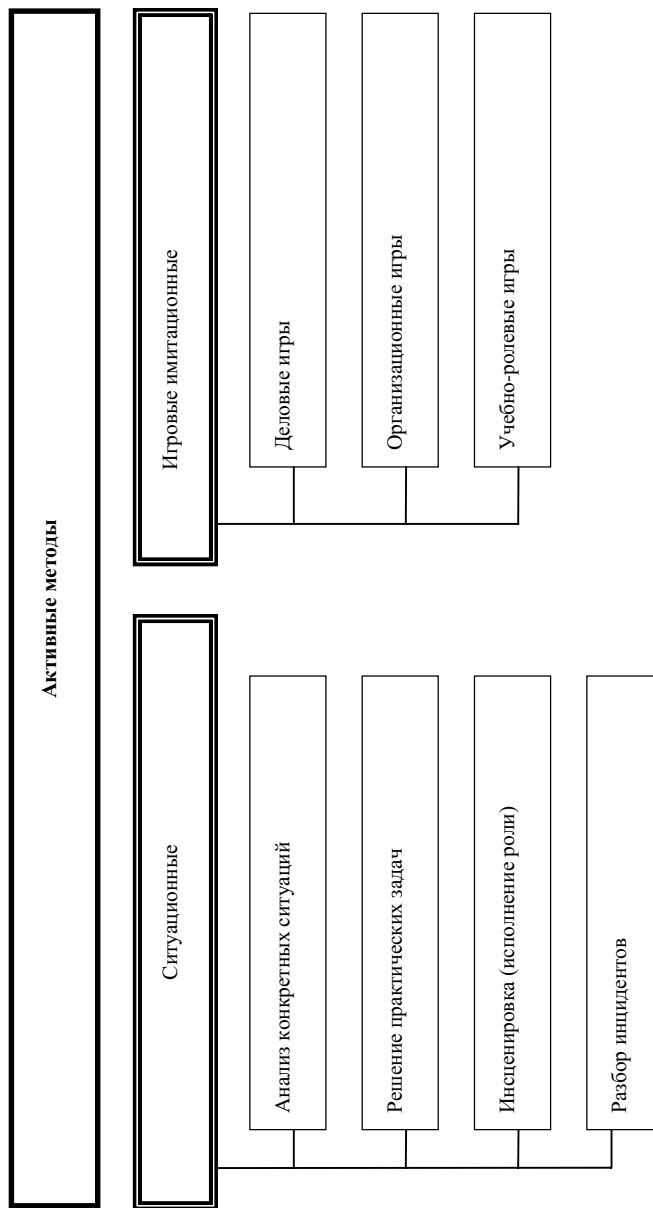 Активные методы
Ситуационные
Анализ конкретных ситуаций
Решение практических задач
Инсценировка (исполнение роли)
Разбор инцидентов
Игровые имитационные
Деловые игры
Организационные игры
Учебно-ролевые игры